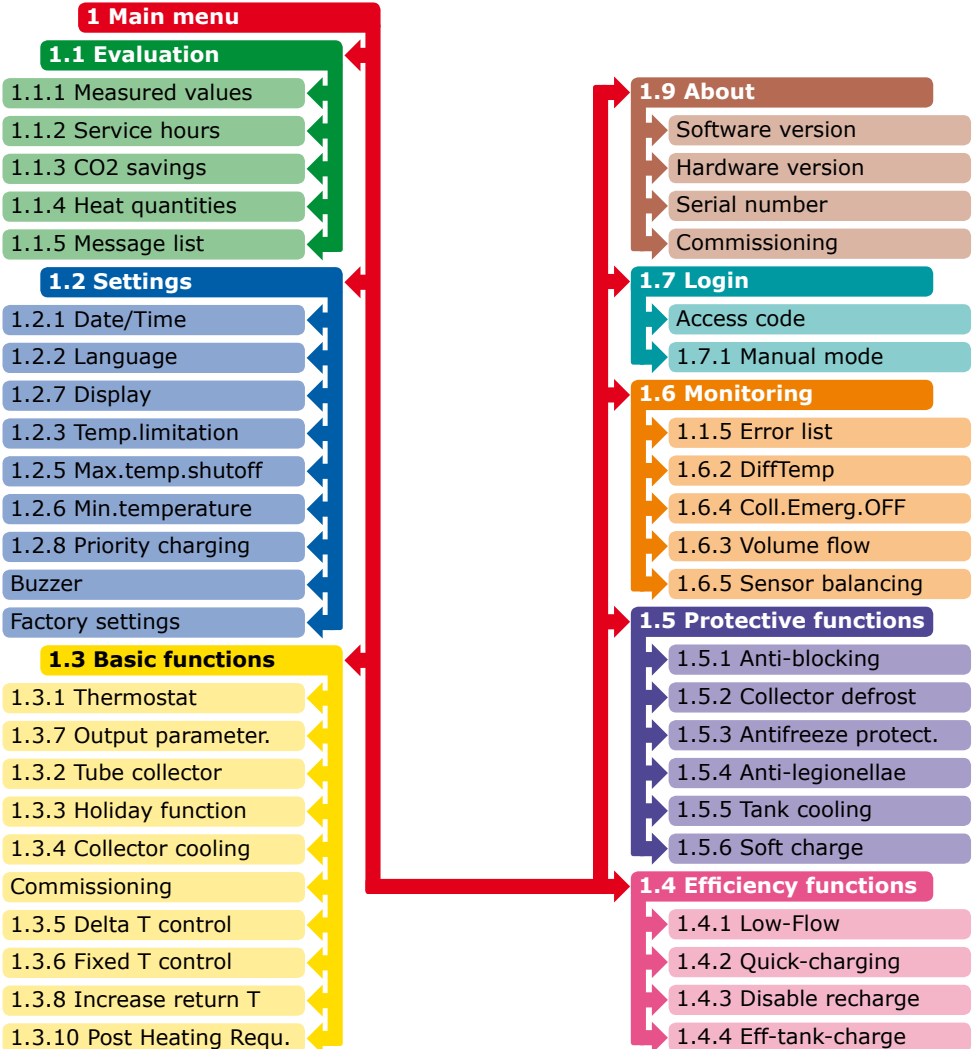 1 Main menu
1.1 Evaluation
1.1.1 Measured values
1.1.2 Service hours
1.1.3 CO2 savings
1.1.4 Heat quantities
1.1.5 Message list
1.2 Settings
1.2.1 Date/Time
1.2.2 Language
1.2.7 Display
1.2.3 Temp.limitation
1.2.5 Max.temp.shutoff
1.2.6 Min.temperature
1.2.8 Priority charging
Buzzer
Factory settings
1.3 Basic functions
1.3.1 Thermostat
1.3.7 Output parameter.
1.3.2 Tube collector
1.3.3 Holiday function
1.3.4 Collector cooling
Commissioning
1.3.5 Delta T control
1.3.6 Fixed T control
1.3.8 Increase return T
1.3.10 Post Heating Requ.
1.9 About
Software version
Hardware version
Serial number
Commissioning
1.7 Login
Access code
1.7.1 Manual mode
1.6 Monitoring
1.1.5 Error list
1.6.2 DiffTemp
1.6.4 Coll.Emerg.OFF
1.6.3 Volume flow
1.6.5 Sensor balancing
1.5 Protective functions
1.5.1 Anti-blocking
1.5.2 Collector defrost
1.5.3 Antifreeze protect.
1.5.4 Anti-legionellae
1.5.5 Tank cooling
1.5.6 Soft charge
1.4 Efficiency functions
1.4.1 Low-Flow
1.4.2 Quick-charging
1.4.3 Disable recharge
1.4.4 Eff-tank-charge